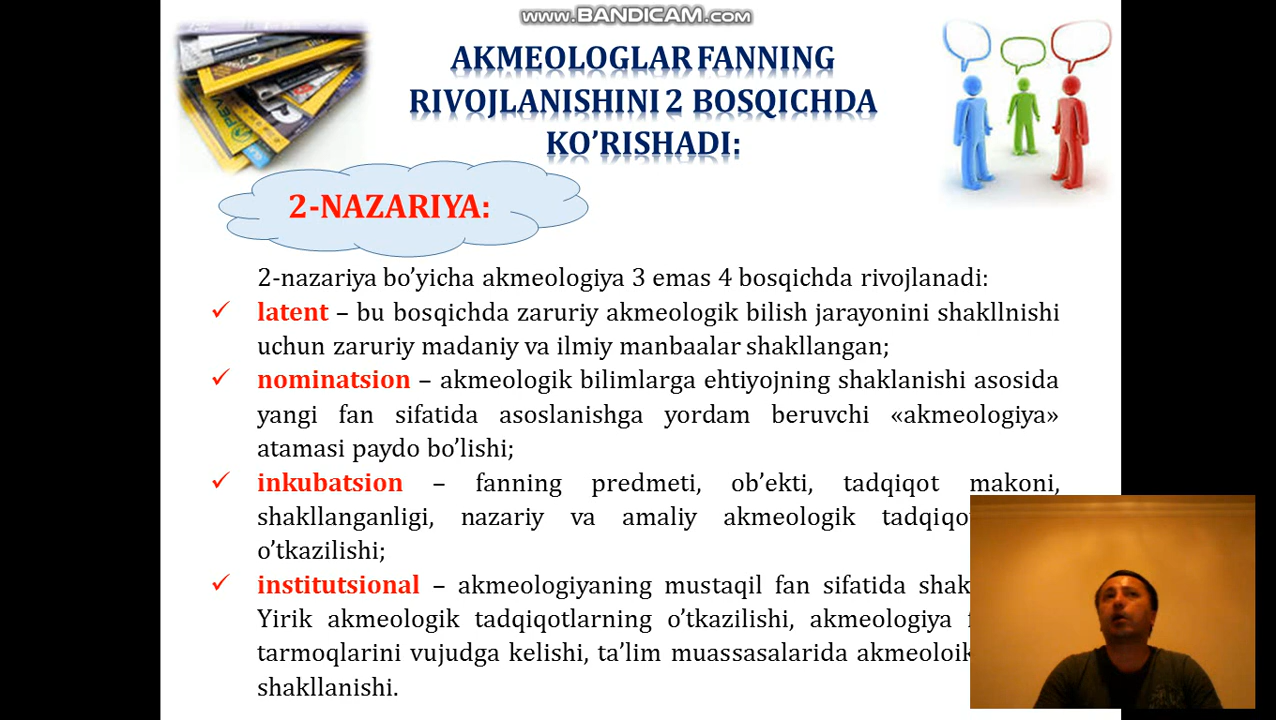 www.BANDICAM.com
AKMEOLOGLAR FANNING
RIVOJLANISHINI 2 BOSQICHDA
KO’RISHADI:
2-NAZARIYA:
2-nazariya bo’yicha akmeologiya 3 emas 4 bosqichda rivojlanadi:
latent – bu bosqichda zaruriy akmeologik bilish jarayonini shakllnishi
uchun zaruriy madaniy va ilmiy manbaalar shakllangan;
nominatsion – akmeologik bilimlarga ehtiyojning shaklanishi asosida
yangi fan sifatida asoslanishga yordam beruvchi «akmeologiya»
atamasi paydo bo’lishi;
inkubatsion – fanning predmeti, ob’ekti, tadqiqot makoni,
shakllanganligi, nazariy va amaliy akmeologik
o’tkazilishi;
institutsional – akmeologiyaning mustaqil fan sifatida
Yirik akmeologik tadqiqotlarning o’tkazilishi, akmeologiya
tarmoqlarini vujudga kelishi, ta’lim muassasalarida
shakllanishi.